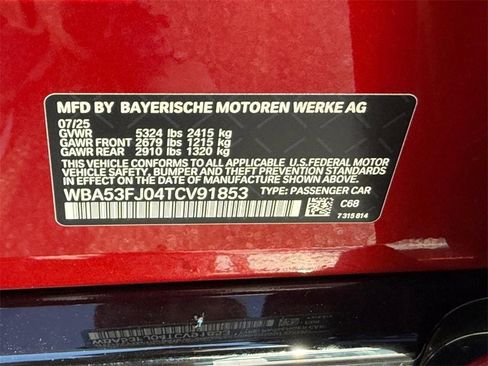 MFD BY BAYERISCHE MOTOREN WERKE AG
07/25
GVWR 5324 lbs 2415 kg
GAWR FRONT 2679 lbs 1215 kg
GAWR REAR 2910 lbs 1320 kg
THIS VEHICLE CONFORMS TO ALL APPLICABLE U.S.FEDERAL MOTOR
VEHICLE SAFETY, BUMPER AND THEFT PREVENTION STANDARDS IN EFFECT
ON THE DATE OF MANUFACTURE SHOWN ABOVE.
WBA53FJ04TCV91853 TYPE: PASSENGER CAR
C68
7315814